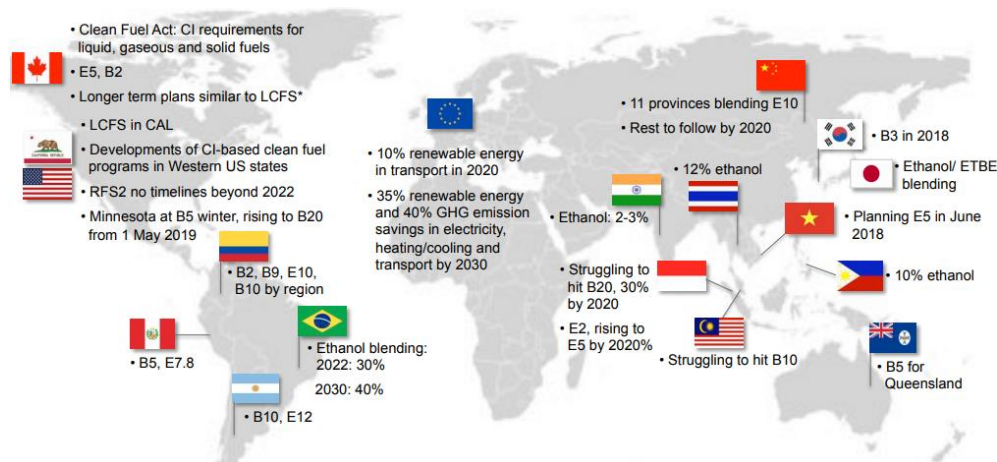 • Clean Fuel Act: CI requirements for
liquid, gaseous and solid fuels
• E5, B2
• Longer term plans similar to LCFS*
• LCFS in CAL
• Developments of CI-based clean fuel
programs in Western US states
• RFS2 no timelines beyond 2022
• Minnesota at B5 winter, rising to B20
from 1 May 2019
• B2, B9, E10,
B10 by region
• B5, E7.8
• Ethanol blending:
2022: 30%
2030: 40%
• B10, E12
• 10% renewable energy
in transport in 2020
• 35% renewable energy
and 40% GHG emission
savings in electricity,
heating/cooling and
transport by 2030
• 11 provinces blending E10
• Rest to follow by 2020
• B3 in 2018
• Ethanol/ ETBE
blending
• 12% ethanol
• Ethanol: 2-3%
• Planning E5 in June
2018
• 10% ethanol
• Struggling to
hit B20, 30%
by 2020
• E2, rising to
E5 by 2020%
• Struggling to hit B10
• B5 for
Queensland